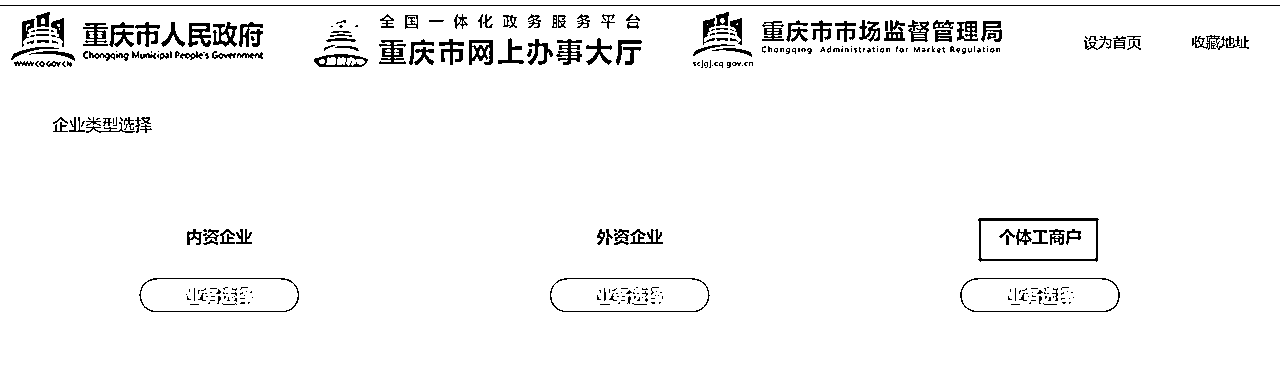 重庆市人民政府
Chongqing Municipal People's Government
WWW.CQ.GOV.CN
全国一体化政务服务平台
重庆市网上办事大厅
重庆市市场监督管理局
Chongqing Administration for Market Regulation
scjgj.cq.gov.cn
设为首页 收藏地址
企业类型选择
内资企业 外资企业 个体工商户
业务选择 业务选择 业务选择